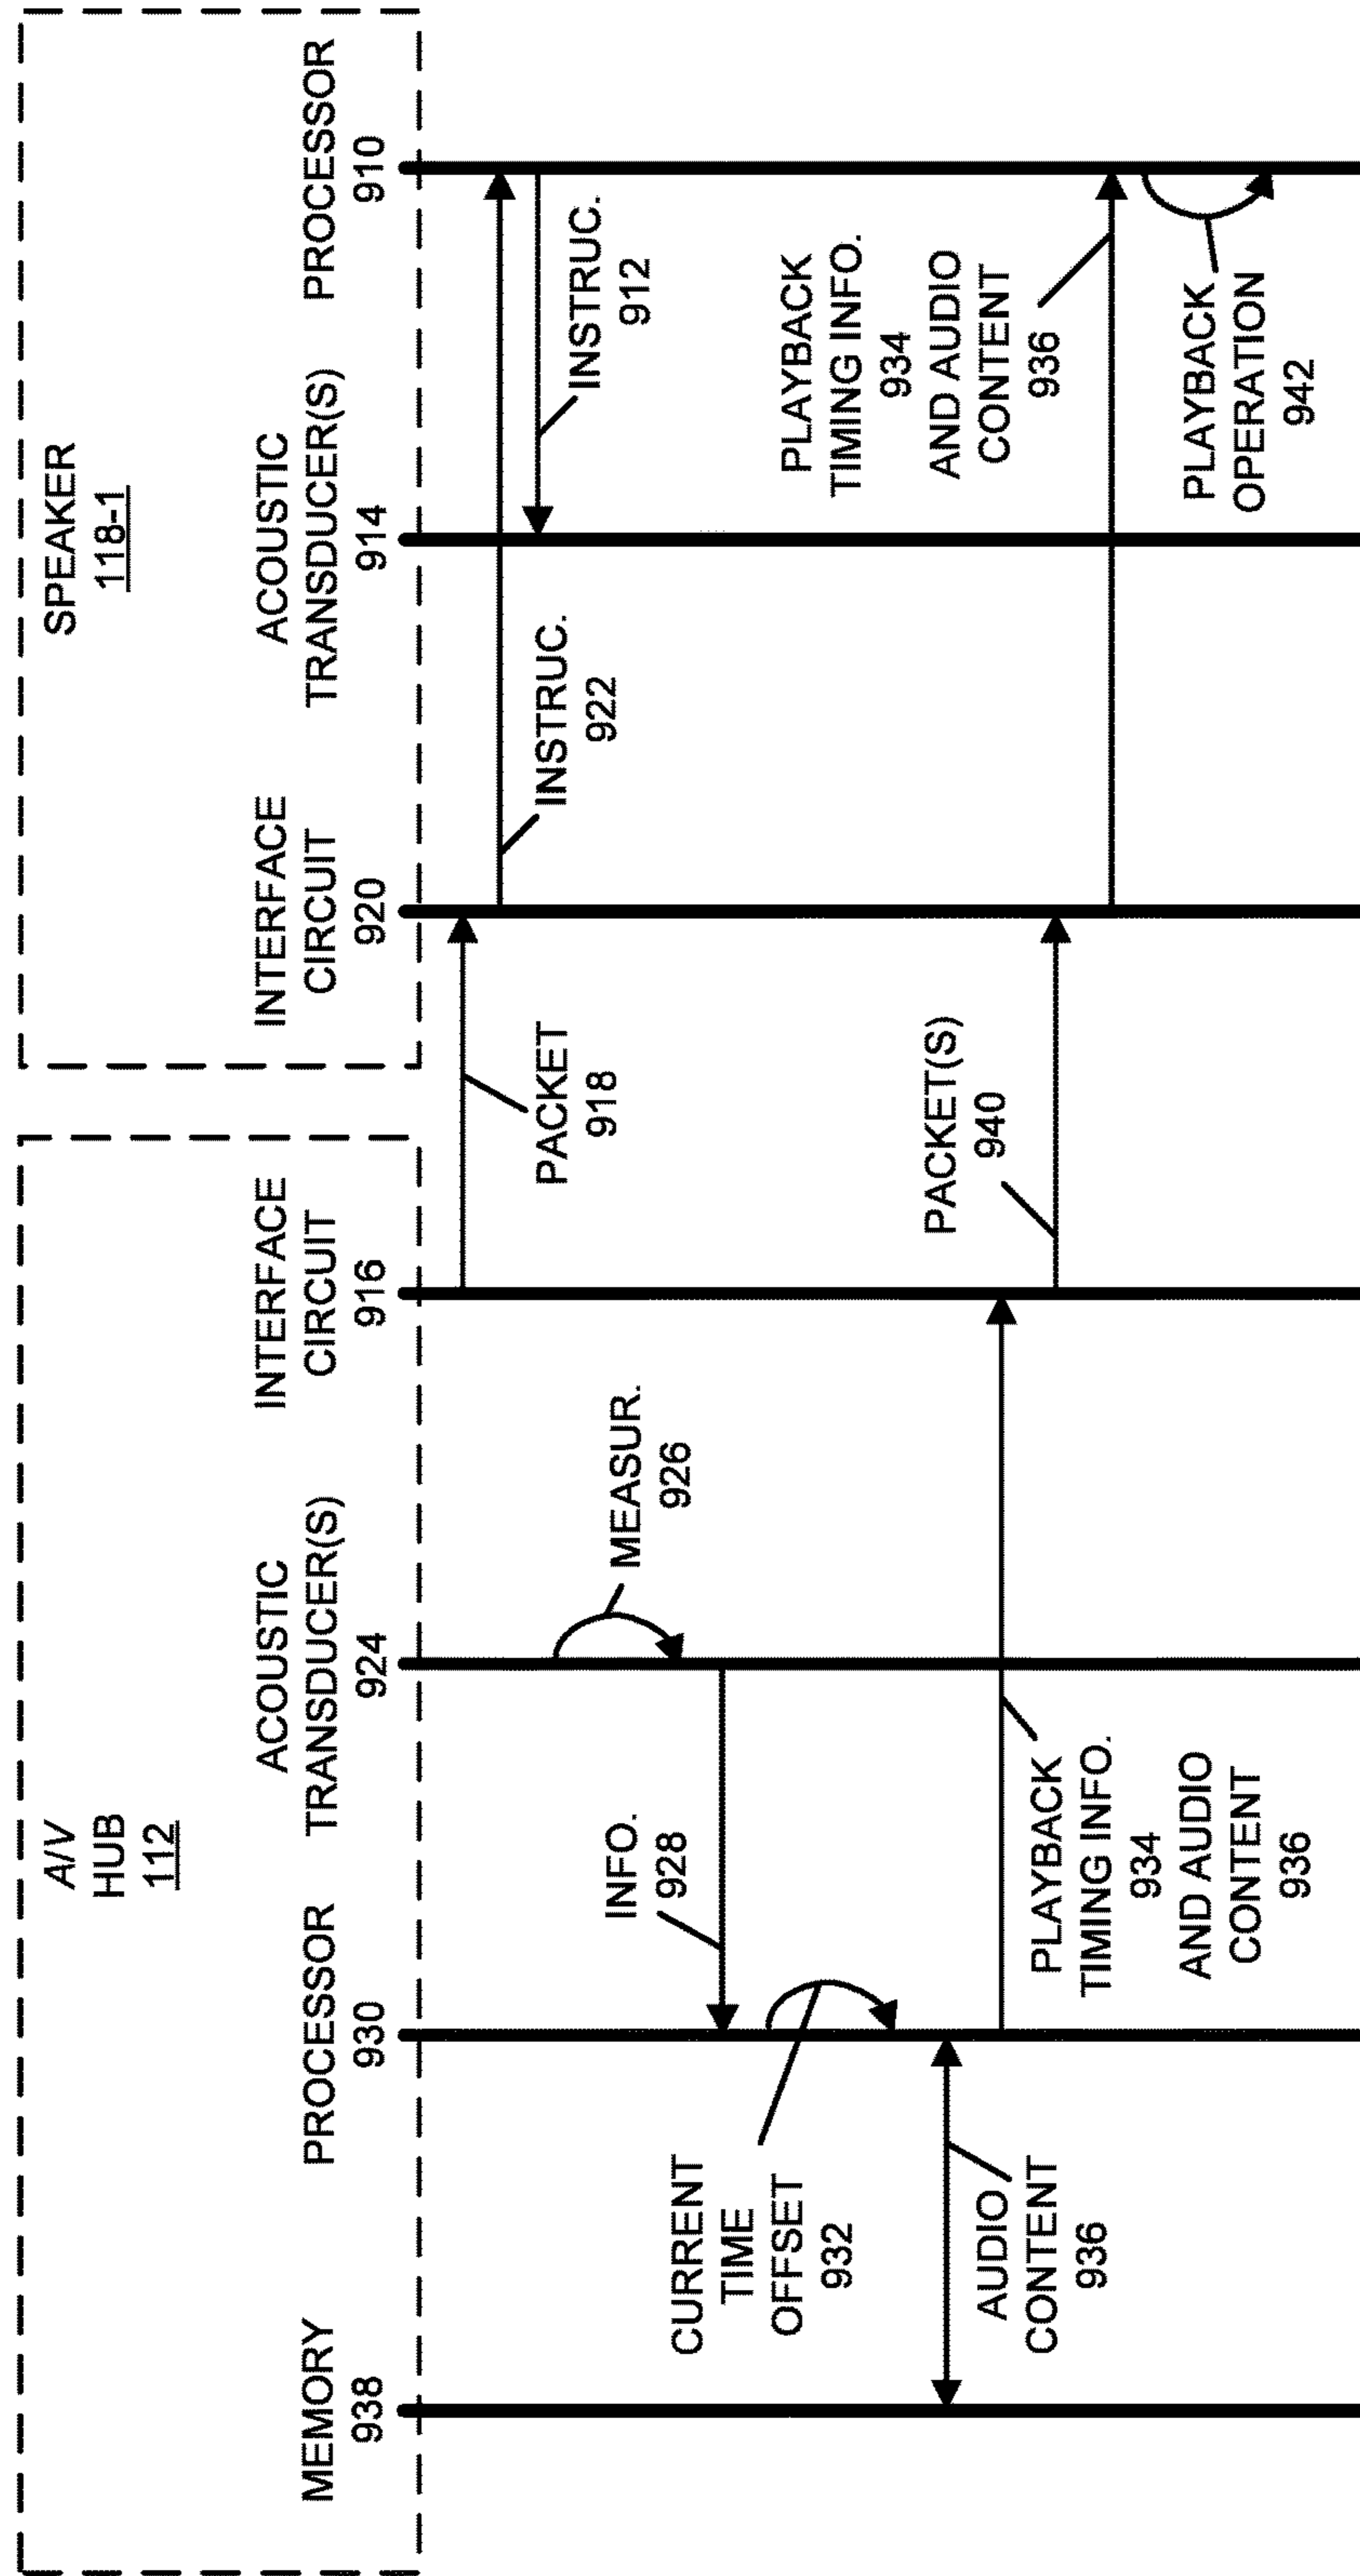 A/V
HUB
112
SPEAKER
118-1
MEMORY
938
PROCESSOR
930
ACOUSTIC
TRANSDUCER(S)
924
INTERFACE
CIRCUIT
916
INTERFACE
CIRCUIT
920
ACOUSTIC
TRANSDUCER(S)
914
PROCESSOR
910
PACKET
918
INSTRUC.
922
INSTRUC.
912
MEASUR.
926
INFO.
928
CURRENT
TIME
OFFSET
932
AUDIO
CONTENT
936
PLAYBACK
TIMING INFO.
934
AND AUDIO
CONTENT
936
PACKET(S)
940
PLAYBACK
TIMING INFO.
934
AND AUDIO
CONTENT
936
PLAYBACK
OPERATION
942